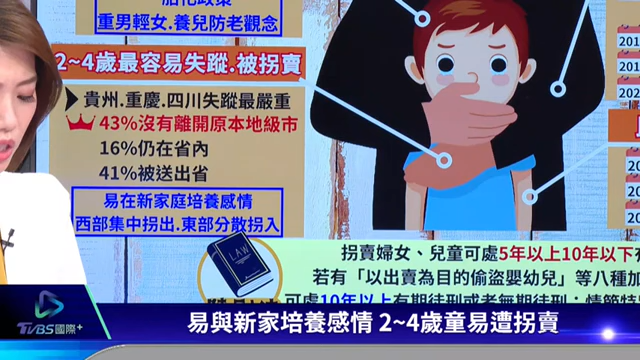 重男輕女.養兒防老觀念
2~4歲最容易失蹤.被拐賣
貴州.重慶.四川失蹤最嚴重
43%沒有離開原本地級市
16%仍在省內
41%被送出省
易在新家庭培養感情
西部集中拐出.東部分散拐入
201
201
202
LAW
拐賣婦女、兒童可處5年以上10年以下
若有「以出賣為目的偷盜嬰幼兒」等八種加
可處10年以上有期徒刑或者無期徒刑；情節特
易與新家培養感情 2~4歲童易遭拐賣
TVBS國際+